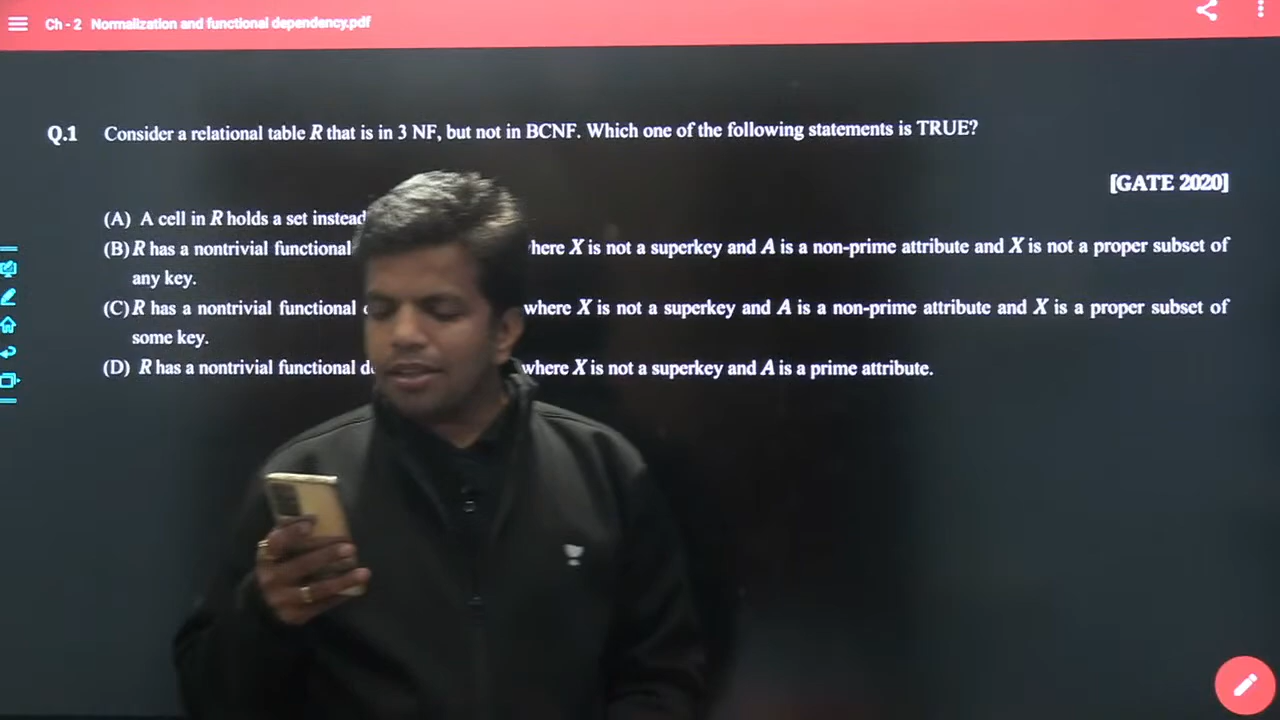 Ch - 2 Normalization and functional dependency.pdf
Q.1 Consider a relational table R that is in 3 NF, but not in BCNF. Which one of the following statements is TRUE?
[GATE 2020]
(A) A cell in R holds a set instead
(B) R has a nontrivial functional where X is not a superkey and A is a non-prime attribute and X is not a proper subset of
any key.
(C) R has a nontrivial functional where X is not a superkey and A is a non-prime attribute and X is a proper subset of
some key.
(D) R has a nontrivial functional where X is not a superkey and A is a prime attribute.